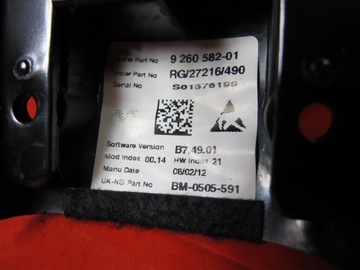 BMW Part No 9 260 582-01
Part No RG/27216/490
Serial No S01376199
Software Version B7.49.01
Mod Index 00.14 HW Index 21
Manu Date 08/02/12
UK-NSI Part No BM-0505-591